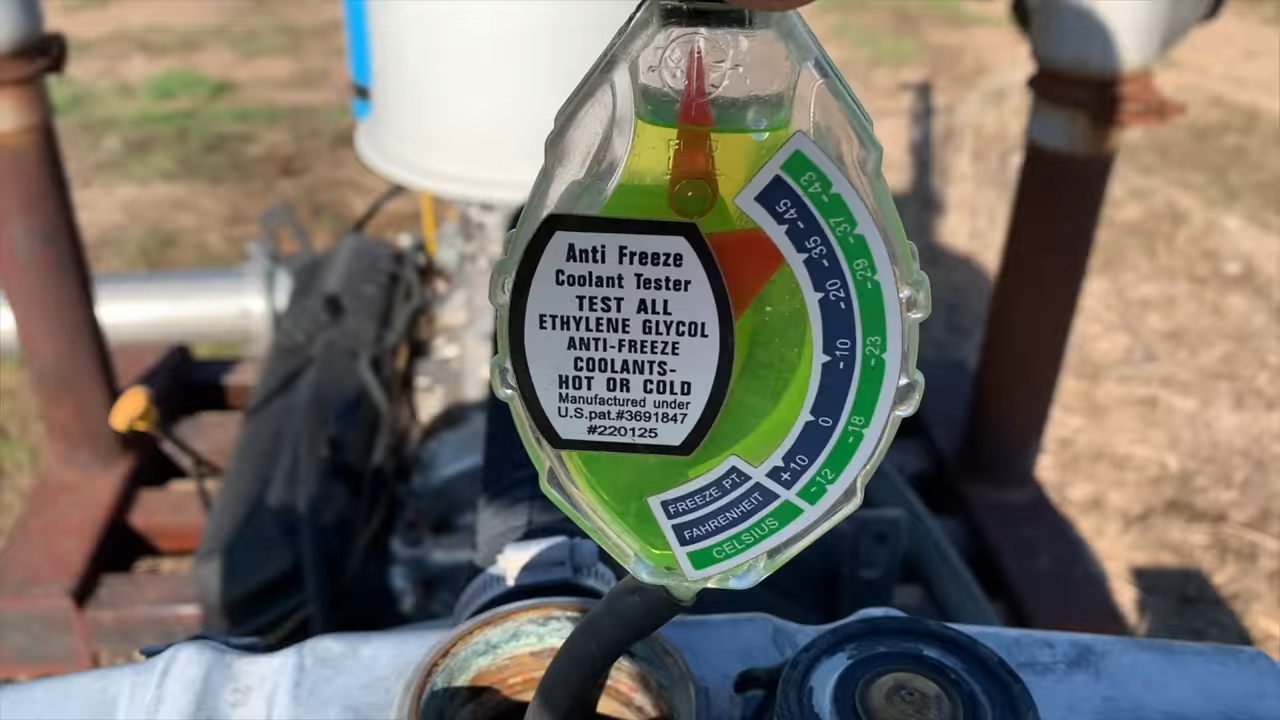 Anti Freeze
Coolant Tester
TEST ALL
ETHYLENE GLYCOL
ANTI-FREEZE
COOLANTS-
HOT OR COLD
Manufactured under
U.S.pat.#3691847
#220125
-45 -43
-35 -37
-20 -29
-10 -23
0 -18
+10 -12
FREEZE PT.
FAHRENHEIT
CELSIUS